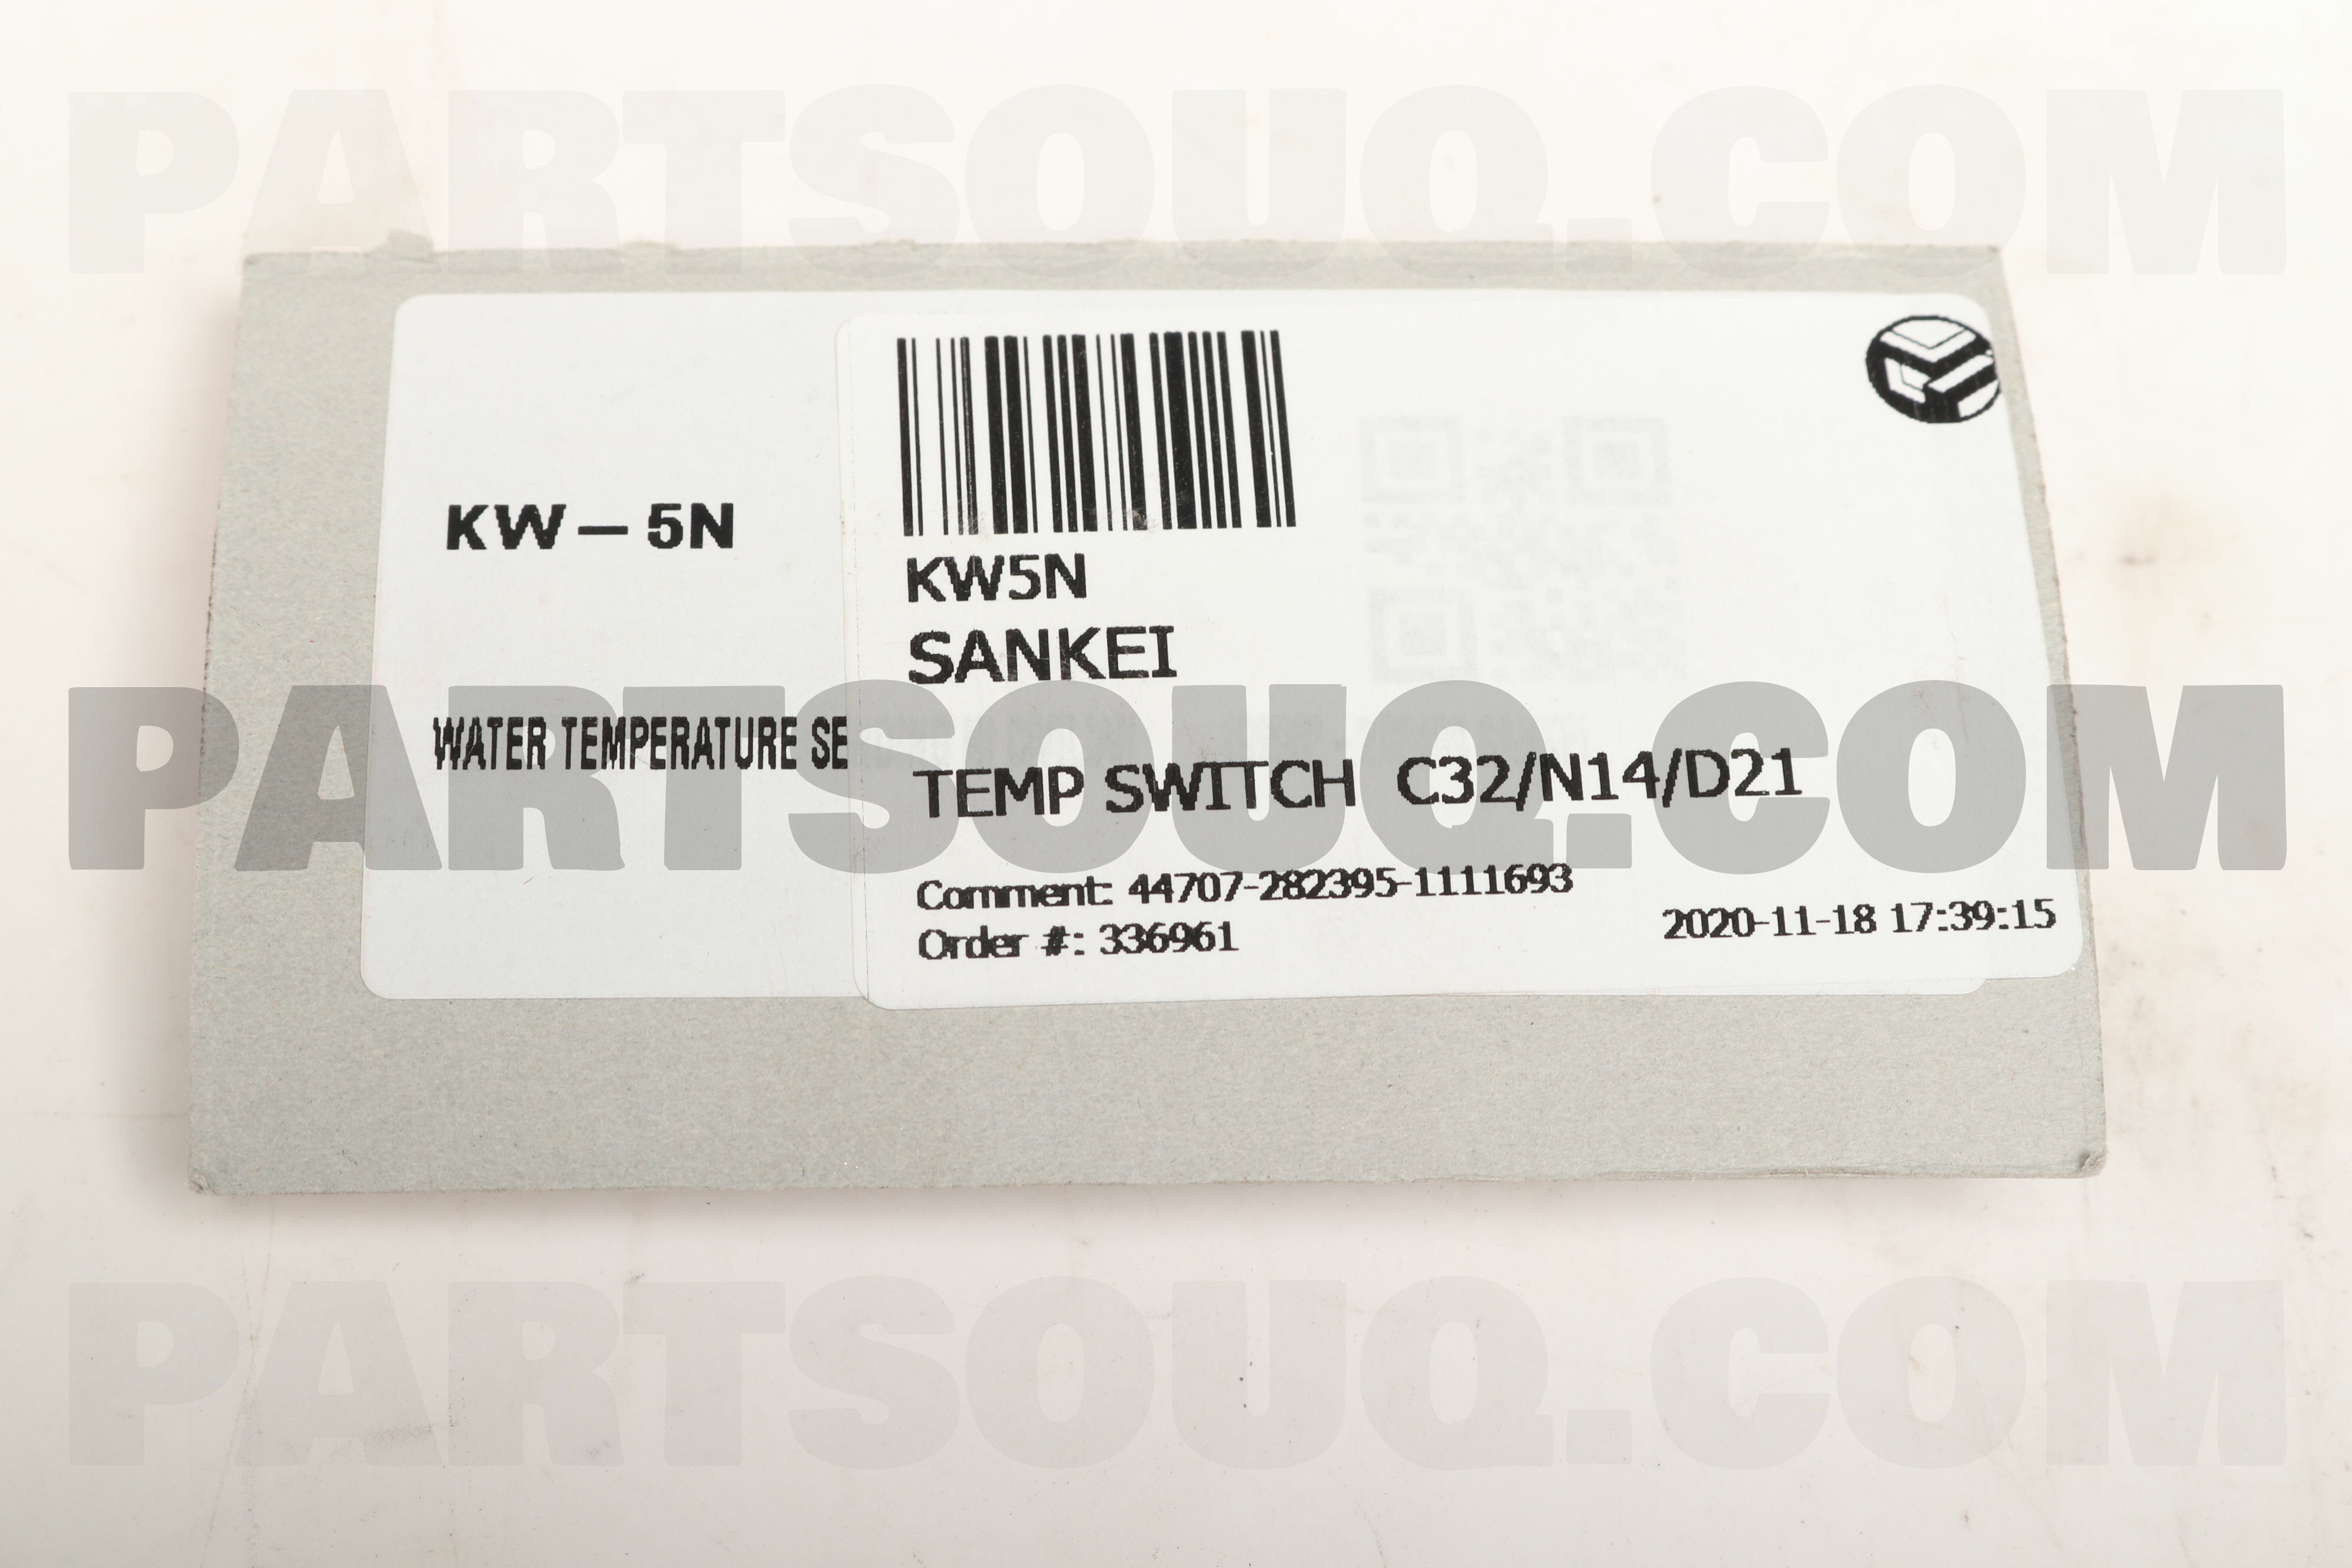 PARTSOUQ.COM
KW-5N
WATER TEMPERATURE SE
KW5N
SANKEI
TEMP SWITCH C32/N14/D21
Comment: 44707-282395-1111693
Order #: 336961
2020-11-18 17:39:15
PARTSOUQ.COM
PARTSOUQ.COM